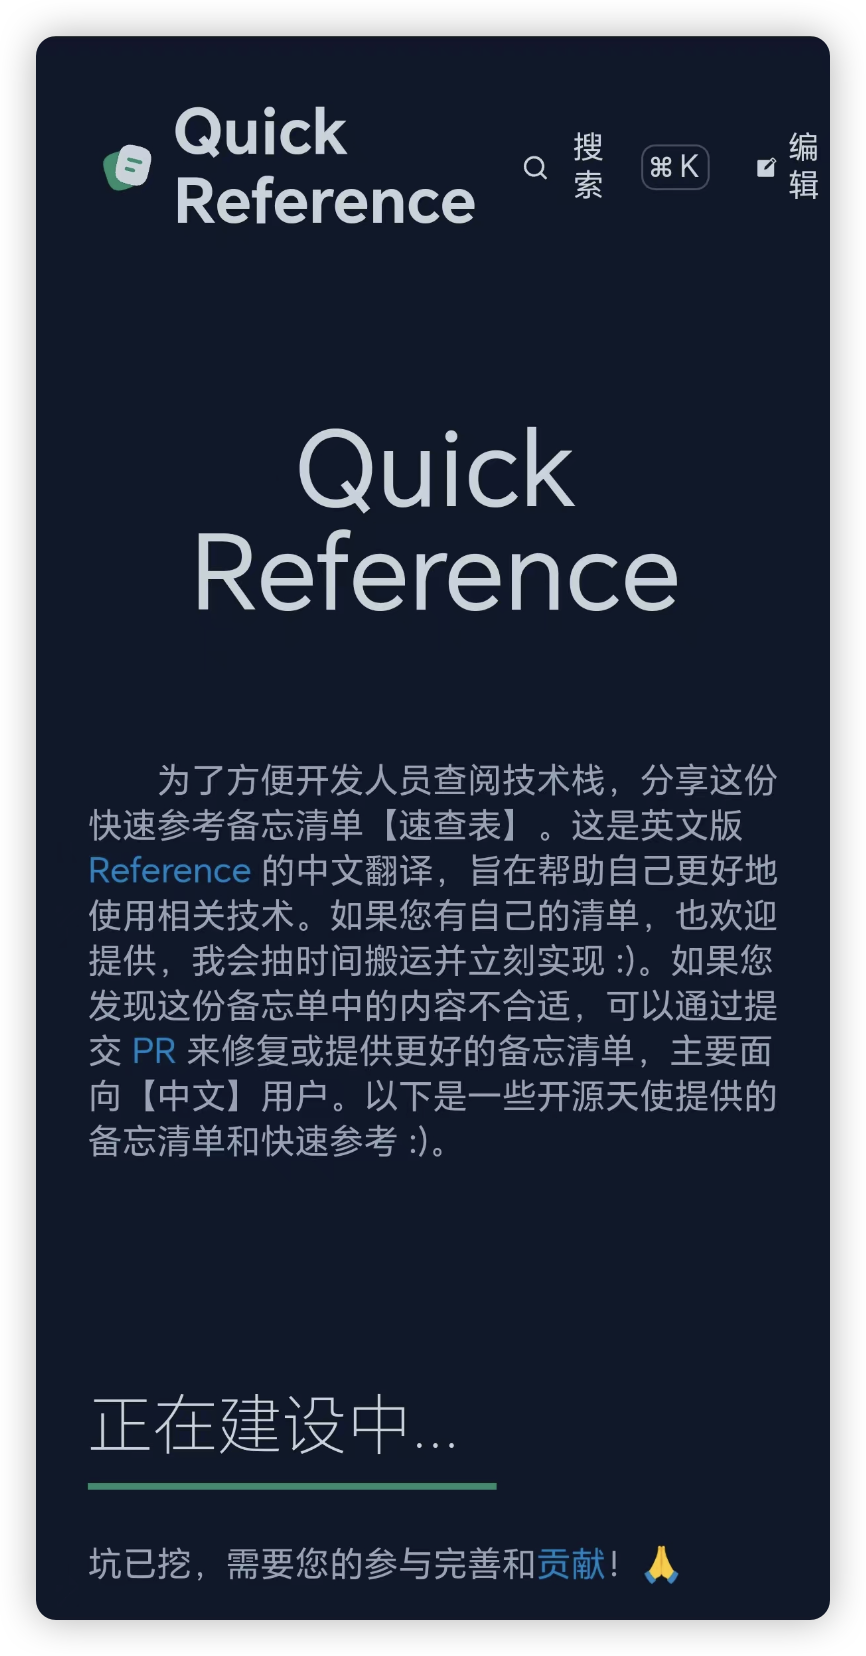 Quick
Reference
搜
索
⌘ K
编
辑
Quick
Reference
为了方便开发人员查阅技术栈，分享这份
快速参考备忘清单【速查表】。这是英文版
Reference 的中文翻译，旨在帮助自己更好地
使用相关技术。如果您有自己的清单，也欢迎
提供，我会抽时间搬运并立刻实现 :)。如果您
发现这份备忘单中的内容不合适，可以通过提
交 PR 来修复或提供更好的备忘清单，主要面
向【中文】用户。以下是一些开源天使提供的
备忘清单和快速参考 :)。
正在建设中...
坑已挖，需要您的参与完善和贡献！🙏